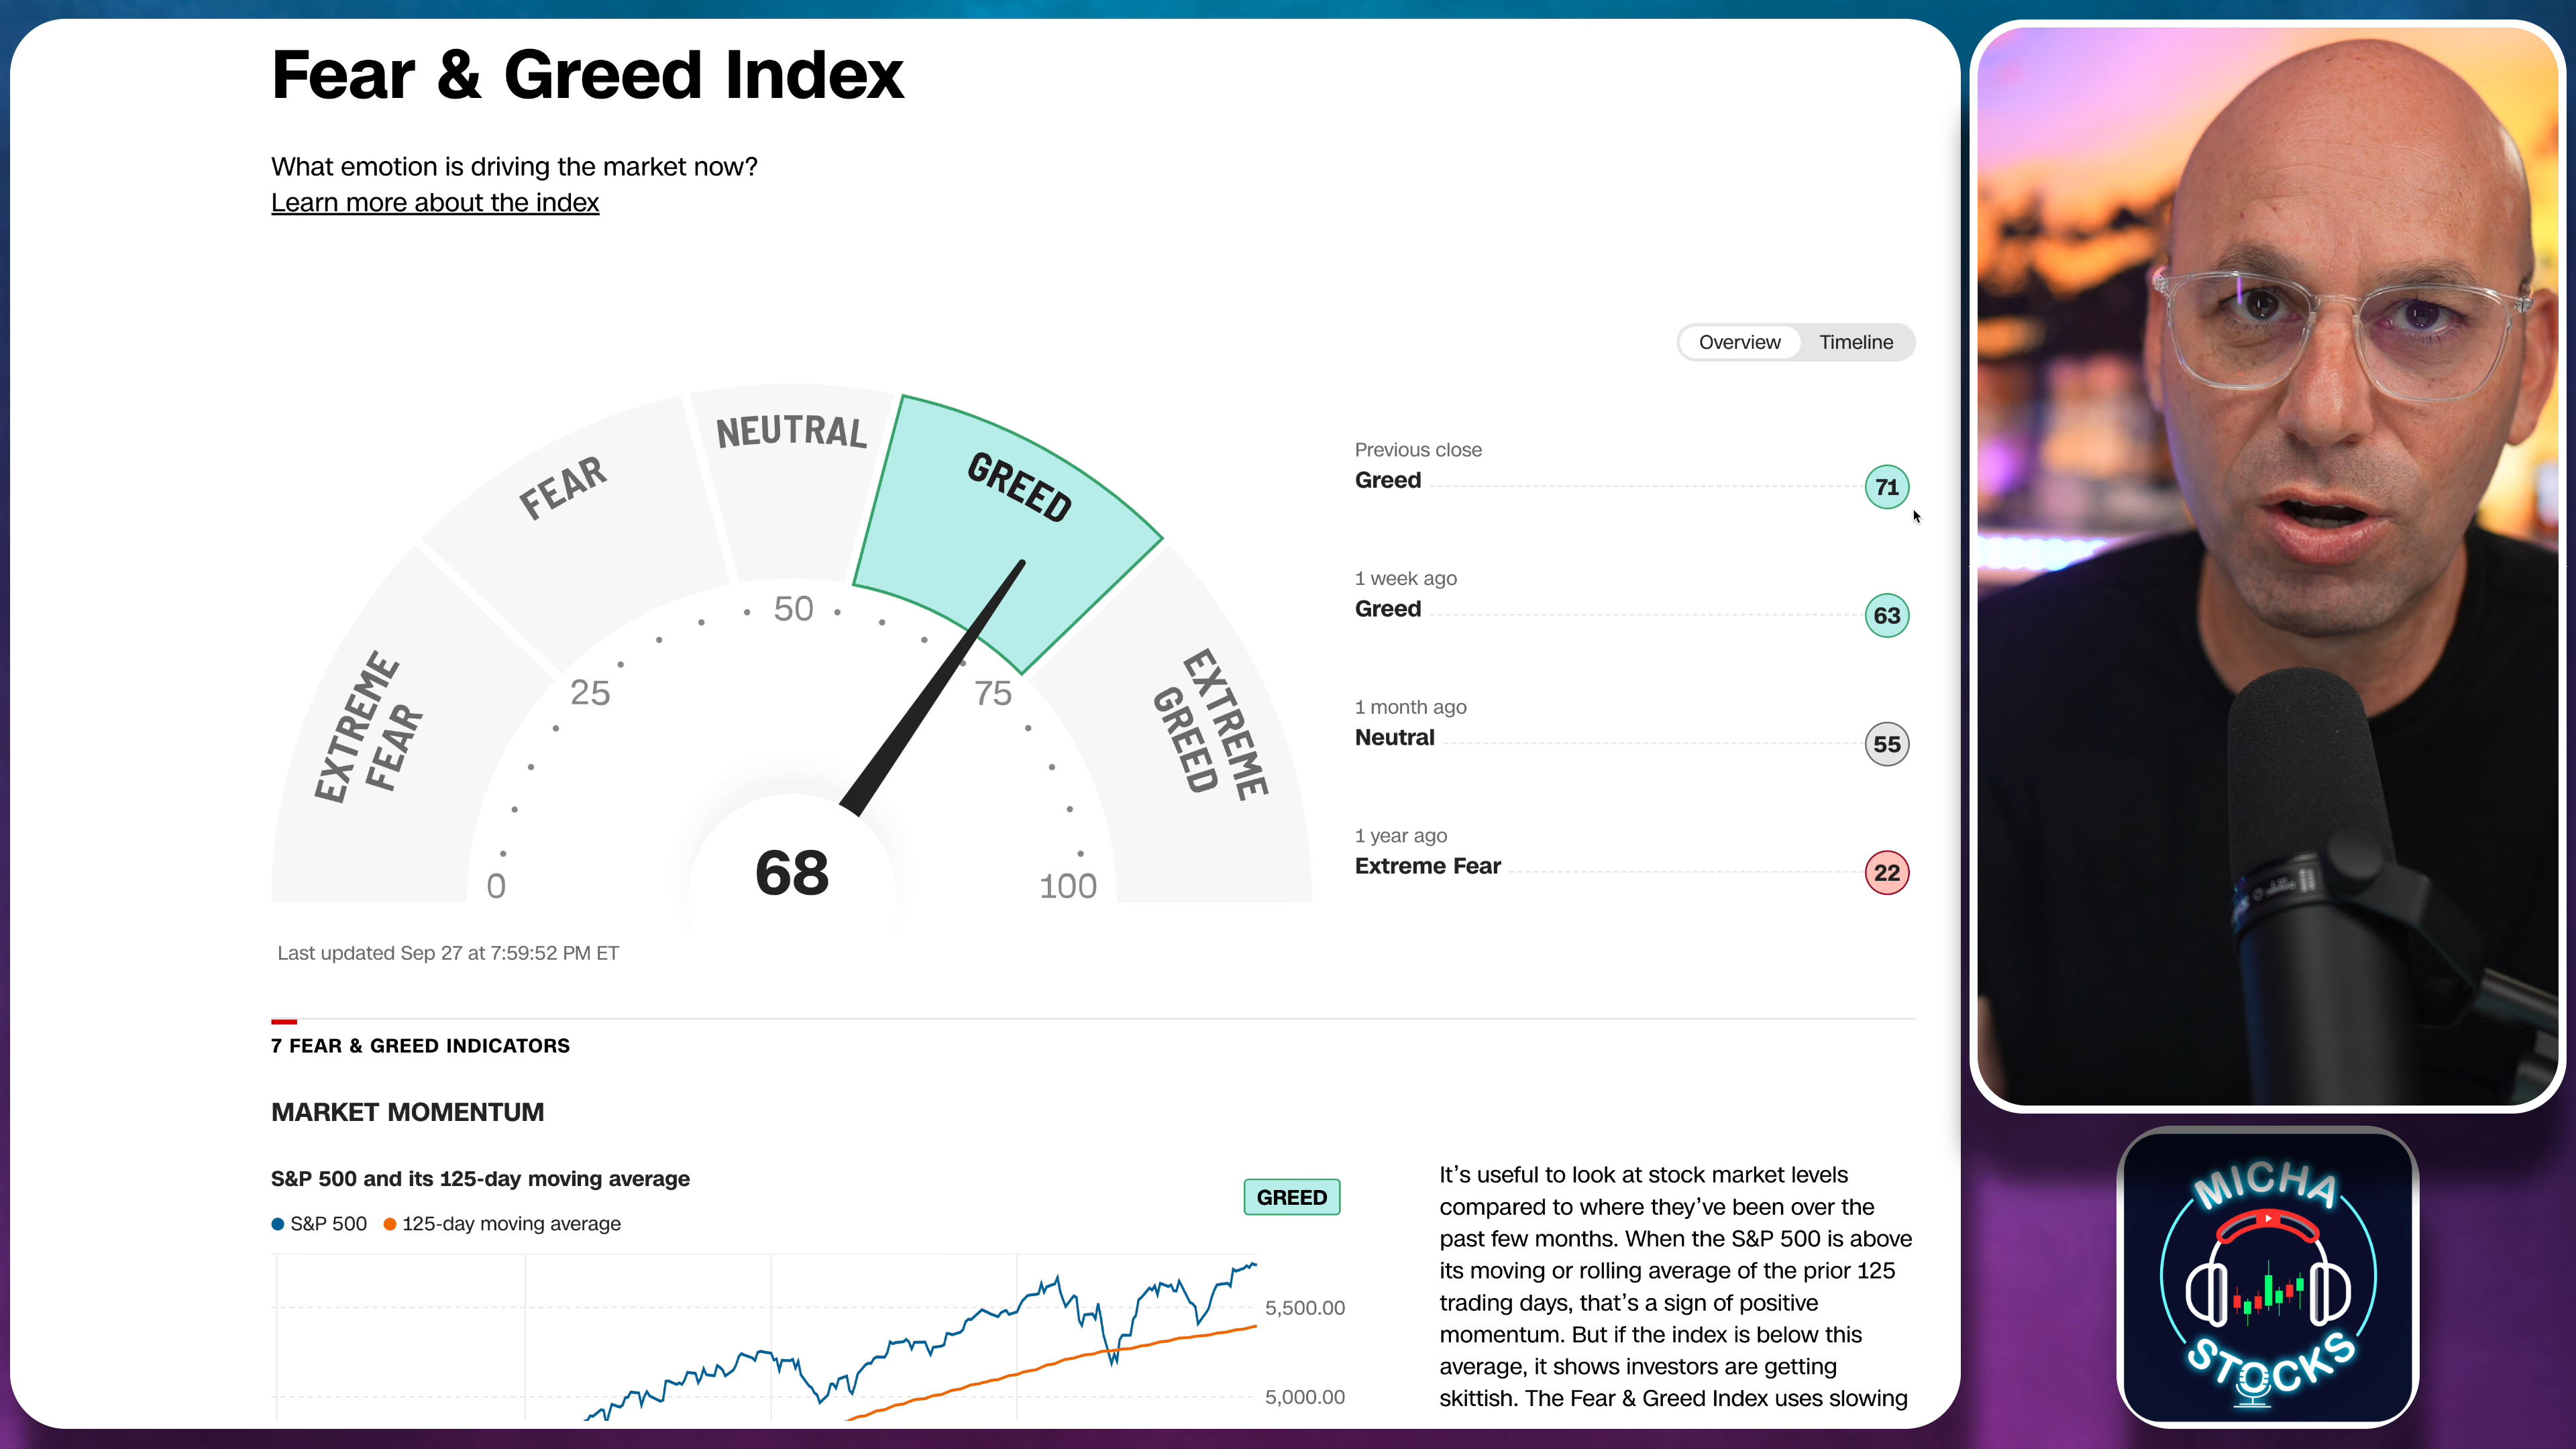 Fear & Greed Index
What emotion is driving the market now?
Learn more about the index
Overview
Timeline
EXTREME FEAR
FEAR
NEUTRAL
GREED
EXTREME GREED
0
25
50
75
100
68
Last updated Sep 27 at 7:59:52 PM ET
Previous close
Greed
71
1 week ago
Greed
63
1 month ago
Neutral
55
1 year ago
Extreme Fear
22
7 FEAR & GREED INDICATORS
MARKET MOMENTUM
S&P 500 and its 125-day moving average
GREED
S&P 500
125-day moving average
5,500.00
5,000.00
It’s useful to look at stock market levels
compared to where they’ve been over the
past few months. When the S&P 500 is above
its moving or rolling average of the prior 125
trading days, that’s a sign of positive
momentum. But if the index is below this
average, it shows investors are getting
skittish. The Fear & Greed Index uses slowing
MICHA
STOCKS